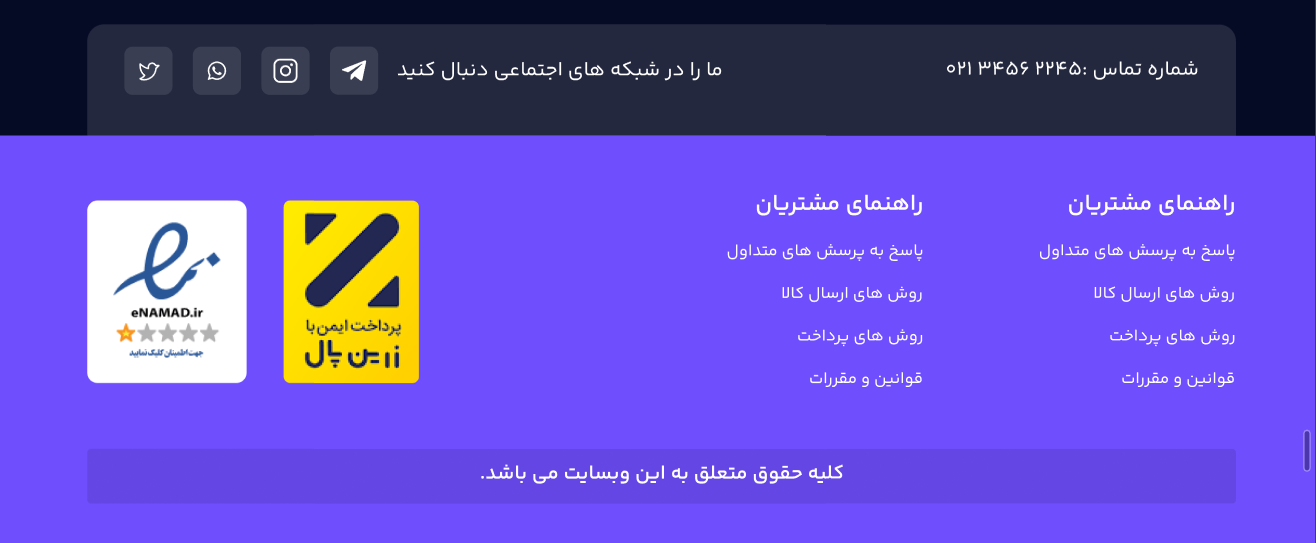 شماره تماس :۲۲۴۵ ۳۴۵۶ ۰۲۱
ما را در شبکه های اجتماعی دنبال کنید
راهنمای مشتریان
پاسخ به پرسش های متداول
روش های ارسال کالا
روش های پرداخت
قوانین و مقررات
راهنمای مشتریان
پاسخ به پرسش های متداول
روش های ارسال کالا
روش های پرداخت
قوانین و مقررات
پرداخت ایمن با
زرین پال
eNAMAD.ir
جهت اطمینان کلیک نمایید
کلیه حقوق متعلق به این وبسایت می باشد.